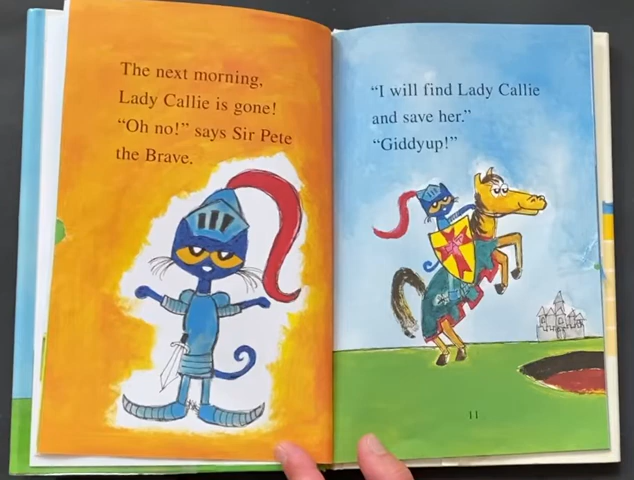 The next morning,
Lady Callie is gone!
“Oh no!” says Sir Pete
the Brave.
“I will find Lady Callie
and save her.”
“Giddyup!”
11